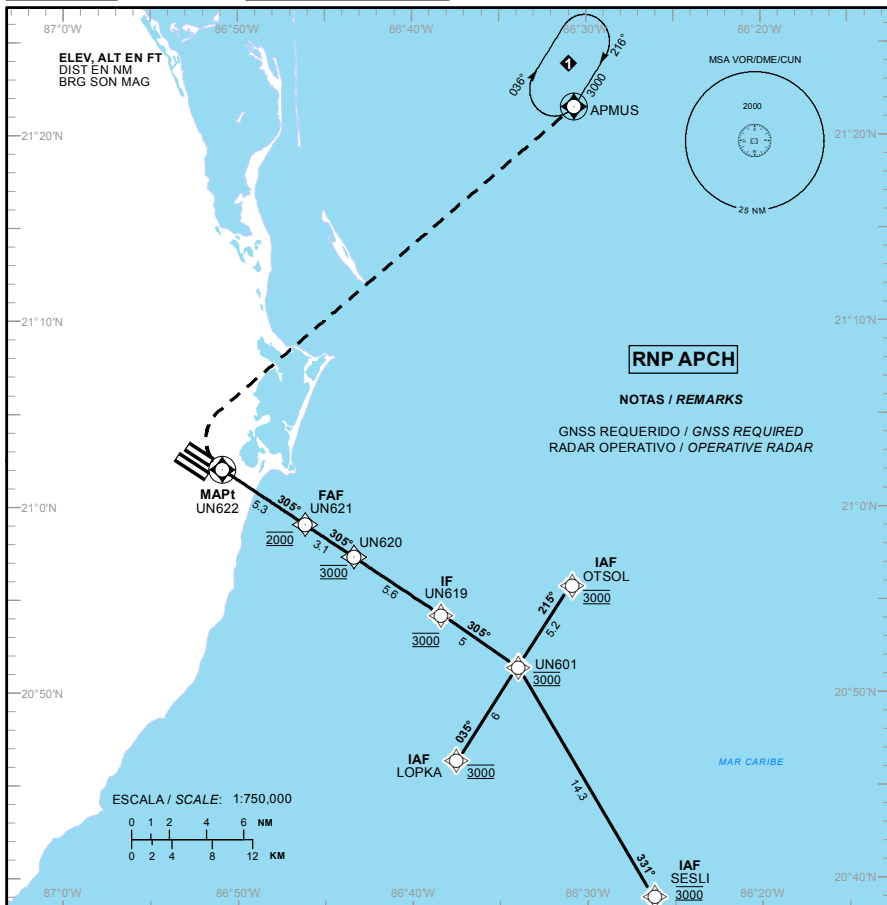 87°0'W
86°50'W
86°40'W
86°30'W
86°20'W
ELEV, ALT EN FT
DIST EN NM
BRG SON MAG
036°
1
216°
3000
APMUS
MSA VOR/DME/CUN
2000
25 NM
21°20'N
21°20'N
21°10'N
21°10'N
RNP APCH
NOTAS / REMARKS
GNSS REQUERIDO / GNSS REQUIRED
RADAR OPERATIVO / OPERATIVE RADAR
MAPt
UN622
5.3
305°
FAF
UN621
2000
3.1
305°
UN620
3000
5.6
IF
UN619
3000
305°
5
IAF
OTSOL
3000
215°
5.2
UN601
3000
21°0'N
21°0'N
20°50'N
20°50'N
6
035°
IAF
LOPKA
3000
14.3
MAR CARIBE
331°
IAF
SESLI
3000
ESCALA / SCALE: 1:750,000
0 1 2 4 6 NM
0 2 4 8 12 KM
20°40'N
20°40'N
87°0'W
86°50'W
86°40'W
86°30'W
86°20'W